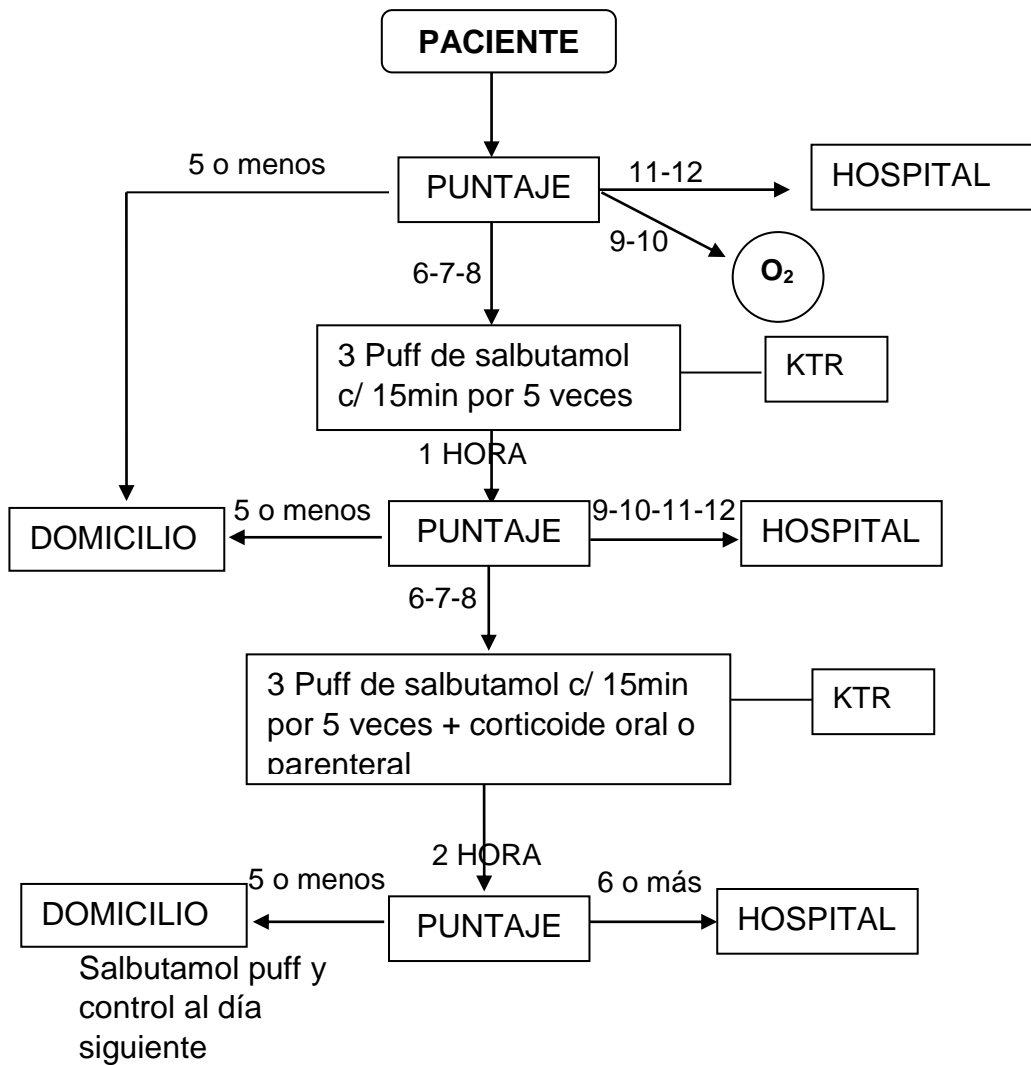 PACIENTE
5 o menos
PUNTAJE
11-12
HOSPITAL
9-10
O₂
6-7-8
3 Puff de salbutamol
c/ 15min por 5 veces
KTR
1 HORA
DOMICILIO
5 o menos
PUNTAJE
9-10-11-12
HOSPITAL
6-7-8
3 Puff de salbutamol c/ 15min
por 5 veces + corticoide oral o
parenteral
KTR
2 HORA
DOMICILIO
5 o menos
PUNTAJE
6 o más
HOSPITAL
Salbutamol puff y
control al día
siguiente